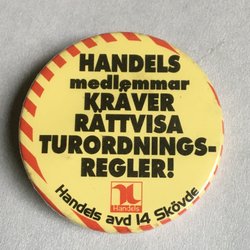 HANDELS
medlemmar
KRÄVER
RÄTTVISA
TURORDNINGS-
REGLER!
Handels
Handels avd 14 Skövde